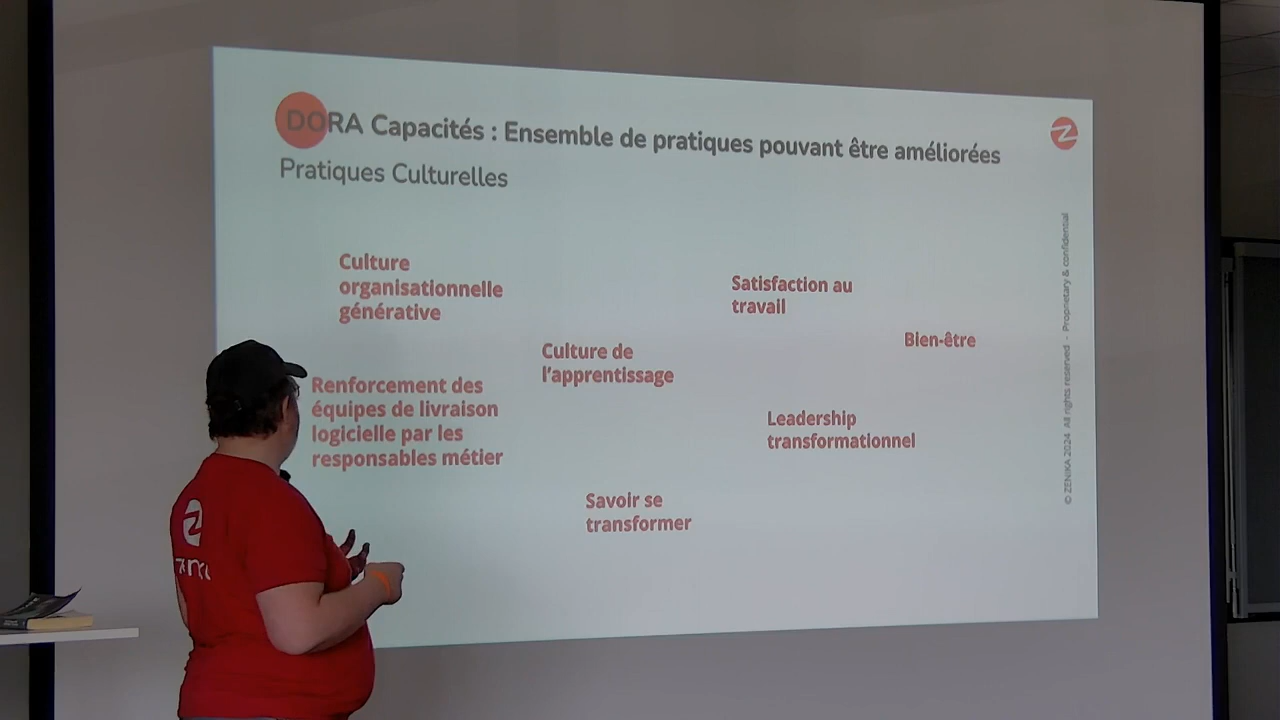 DORA Capacités : Ensemble de pratiques pouvant être améliorées
Pratiques Culturelles
Culture
organisationnelle
générative
Satisfaction au
travail
Bien-être
Culture de
l'apprentissage
Renforcement des
équipes de livraison
logicielle par les
responsables métier
Leadership
transformationnel
Savoir se
transformer
© ZENIKA 2024 All rights reserved - Proprietary & confidential